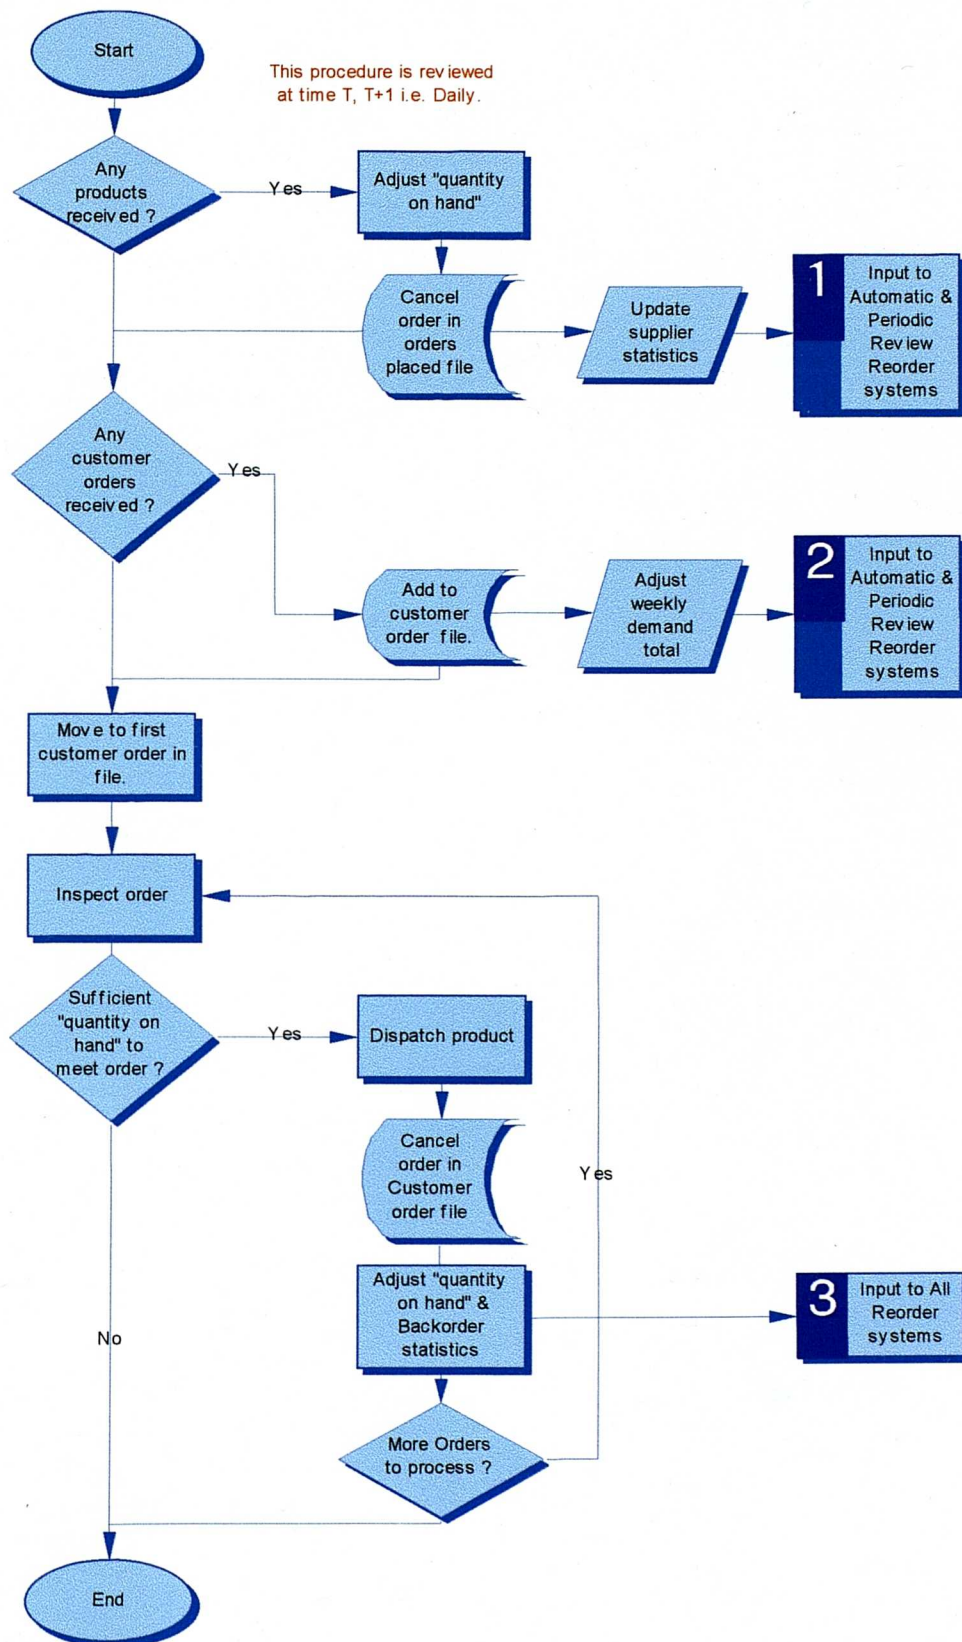 Start
This procedure is reviewed
at time T, T+1 i.e. Daily.
Any
products
received ?
Yes
Adjust "quantity
on hand"
Cancel
order in
orders
placed file
Update
supplier
statistics
1
Input to
Automatic &
Periodic
Review
Reorder
systems
Any
customer
orders
received ?
Yes
Add to
customer
order file.
Adjust
weekly
demand
total
2
Input to
Automatic &
Periodic
Review
Reorder
systems
Move to first
customer order in
file.
Inspect order
Sufficient
"quantity on
hand" to
meet order ?
Yes
Dispatch product
Cancel
order in
Customer
order file
Yes
Adjust "quantity
on hand" &
Backorder
statistics
3
Input to All
Reorder
systems
No
More Orders
to process ?
End